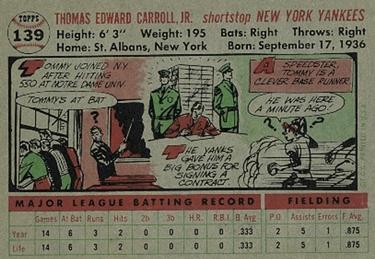 TOPPS
139
THOMAS EDWARD CARROLL, JR. shortstop NEW YORK YANKEES
Height: 6' 3" Weight: 195 Bats: Right Throws: Right
Home: St. Albans, New York Born: September 17, 1936
TOMMY JOINED N.Y.
AFTER HITTING
.550 AT NOTRE DAME UNIV.
TOMMY'S AT BAT
?
?
THE YANKS
GAVE HIM A
BIG BONUS FOR
SIGNING A
CONTRACT.
A SPEEDSTER,
TOMMY IS A
CLEVER BASE RUNNER
HE WAS HERE
A MINUTE AGO!
?
MAJOR LEAGUE BATTING RECORD FIELDING
Games At Bat Runs Hits 2b 3b H.R. R.B.I. B. Avg. P.O. Assists Errors F. Avg.
Year 14 6 3 2 0 0 0 0 .333 2 5 1 .875
Life 14 6 3 2 0 0 0 0 .333 2 5 1 .875